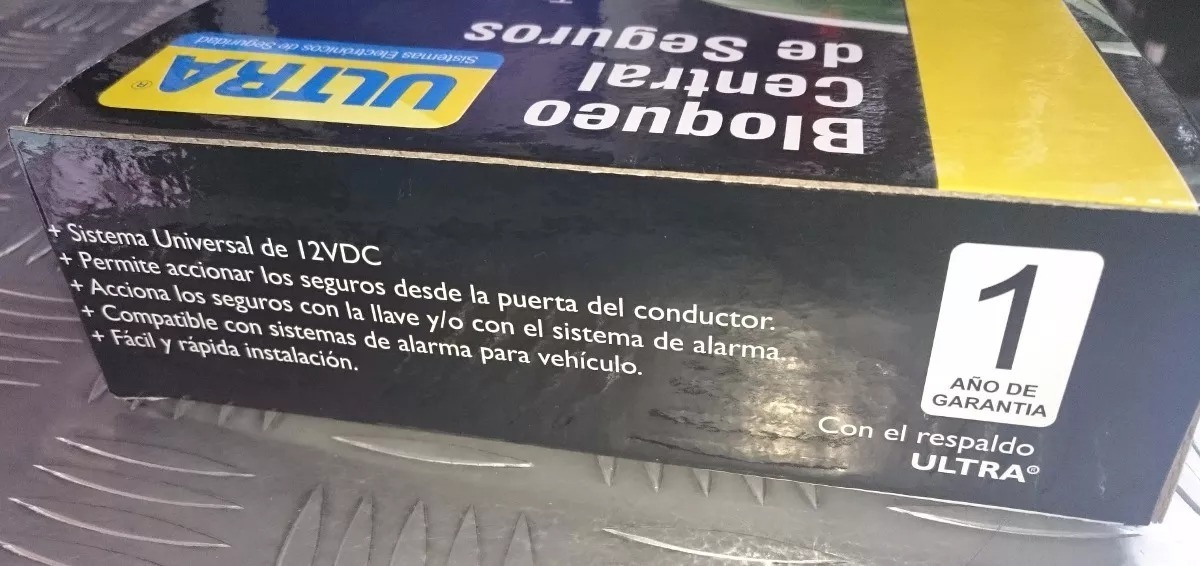 Bloqueo
Central
de Seguros
ULTRA®
Sistemas Electrónicos de Seguridad
+ Sistema Universal de 12VDC
+ Permite accionar los seguros desde la puerta del conductor.
+ Acciona los seguros con la llave y/o con el sistema de alarma.
+ Compatible con sistemas de alarma para vehículo.
+ Fácil y rápida instalación.
1
AÑO DE
GARANTIA
Con el respaldo
ULTRA®